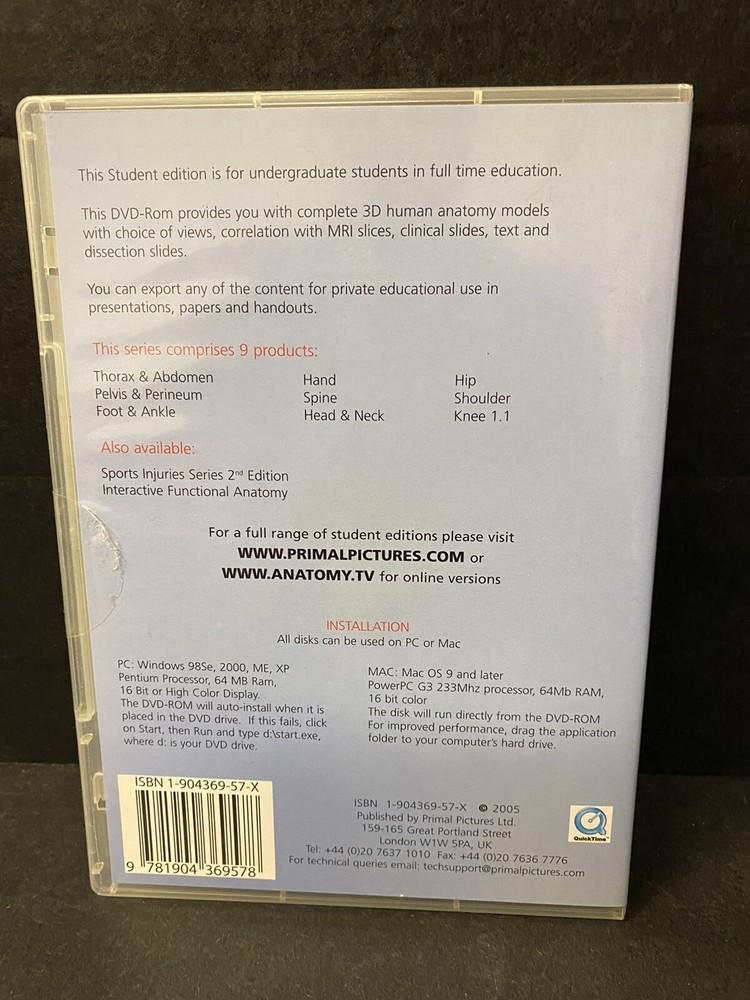 This Student edition is for undergraduate students in full time education.
This DVD-Rom provides you with complete 3D human anatomy models
with choice of views, correlation with MRI slices, clinical slides, text and
dissection slides.
You can export any of the content for private educational use in
presentations, papers and handouts.
This series comprises 9 products:
Thorax & Abdomen
Pelvis & Perineum
Foot & Ankle
Hand
Spine
Head & Neck
Hip
Shoulder
Knee 1.1
Also available:
Sports Injuries Series 2nd Edition
Interactive Functional Anatomy
For a full range of student editions please visit
WWW.PRIMALPICTURES.COM or
WWW.ANATOMY.TV for online versions
INSTALLATION
All disks can be used on PC or Mac
PC: Windows 98Se, 2000, ME, XP
Pentium Processor, 64 MB Ram,
16 Bit or High Color Display.
The DVD-ROM will auto-install when it is
placed in the DVD drive. If this fails, click
on Start, then Run and type d:\start.exe,
where d: is your DVD drive.
MAC: Mac OS 9 and later
PowerPC G3 233Mhz processor, 64Mb RAM,
16 bit color
The disk will run directly from the DVD-ROM
For improved performance, drag the application
folder to your computer's hard drive.
ISBN 1-904369-57-X
9 781904 369578
ISBN 1-904369-57-X © 2005
Published by Primal Pictures Ltd.
159-165 Great Portland Street
London W1W 5PA, UK
Tel: +44 (0)20 7637 1010 Fax: +44 (0)20 7636 7776
For technical queries email: techsupport@primalpictures.com
QuickTime™